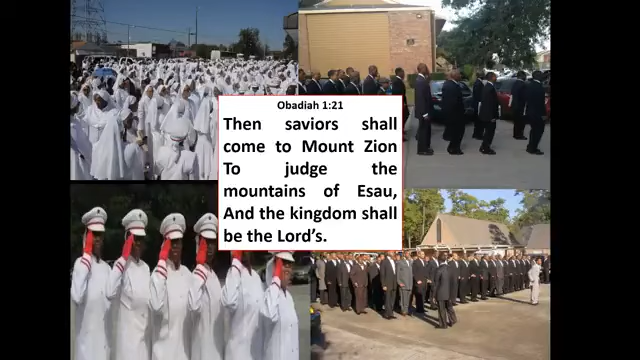 Obadiah 1:21
Then saviors shall
come to Mount Zion
To judge the
mountains of Esau,
And the kingdom shall
be the Lord’s.